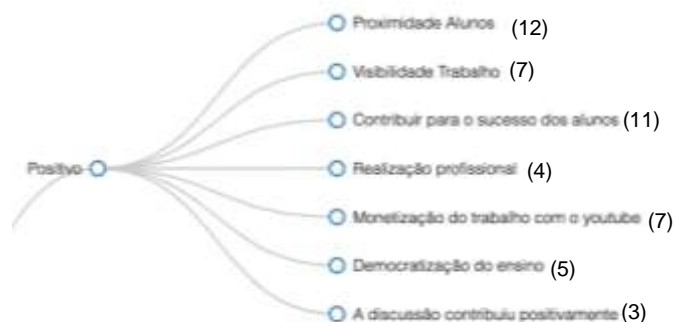 Proximidade Alunos (12)
Visibilidade Trabalho (7)
Contribuir para o sucesso dos alunos (11)
Positivo
Realização profissional (4)
Monetização do trabalho com o youtube (7)
Democratização do ensino (5)
A discussão contribuiu positivamente (3)